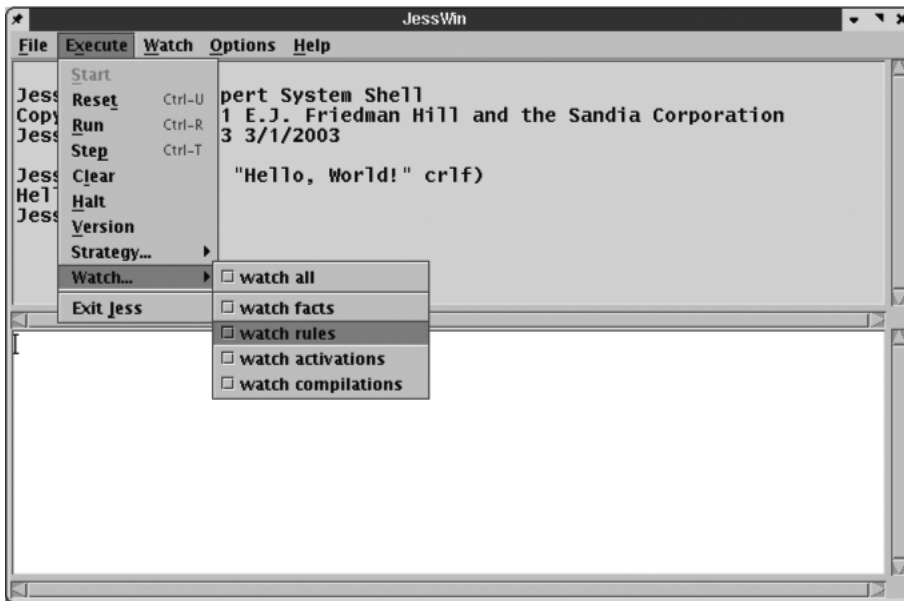 JessWin
File Execute Watch Options Help
Start
Jess pert System Shell
Reset Ctrl-U
Copy 1 E.J. Friedman Hill and the Sandia Corporation
Run Ctrl-R
Jess 3 3/1/2003
Step Ctrl-T
Jess "Hello, World!" crlf)
Clear
Hell
Halt
Jess
Version
Strategy...
Watch...
watch all
Exit Jess
watch facts
watch rules
watch activations
watch compilations